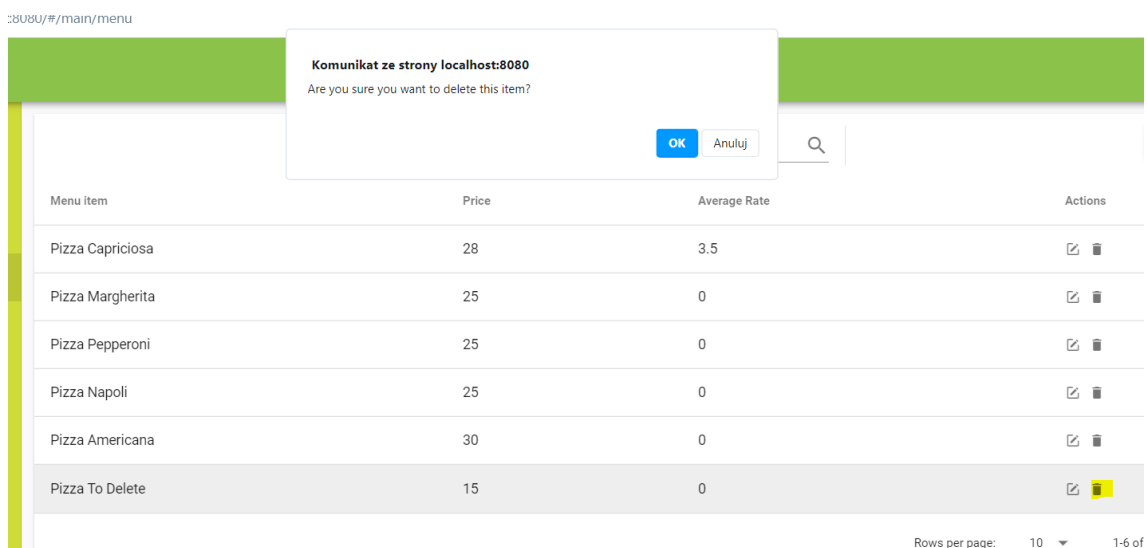 :8080/#/main/menu
Komunikat ze strony localhost:8080
Are you sure you want to delete this item?
OK Anuluj
Menu item Price Average Rate Actions
Pizza Capriciosa 28 3.5
Pizza Margherita 25 0
Pizza Pepperoni 25 0
Pizza Napoli 25 0
Pizza Americana 30 0
Pizza To Delete 15 0
Rows per page: 10 1-6 of